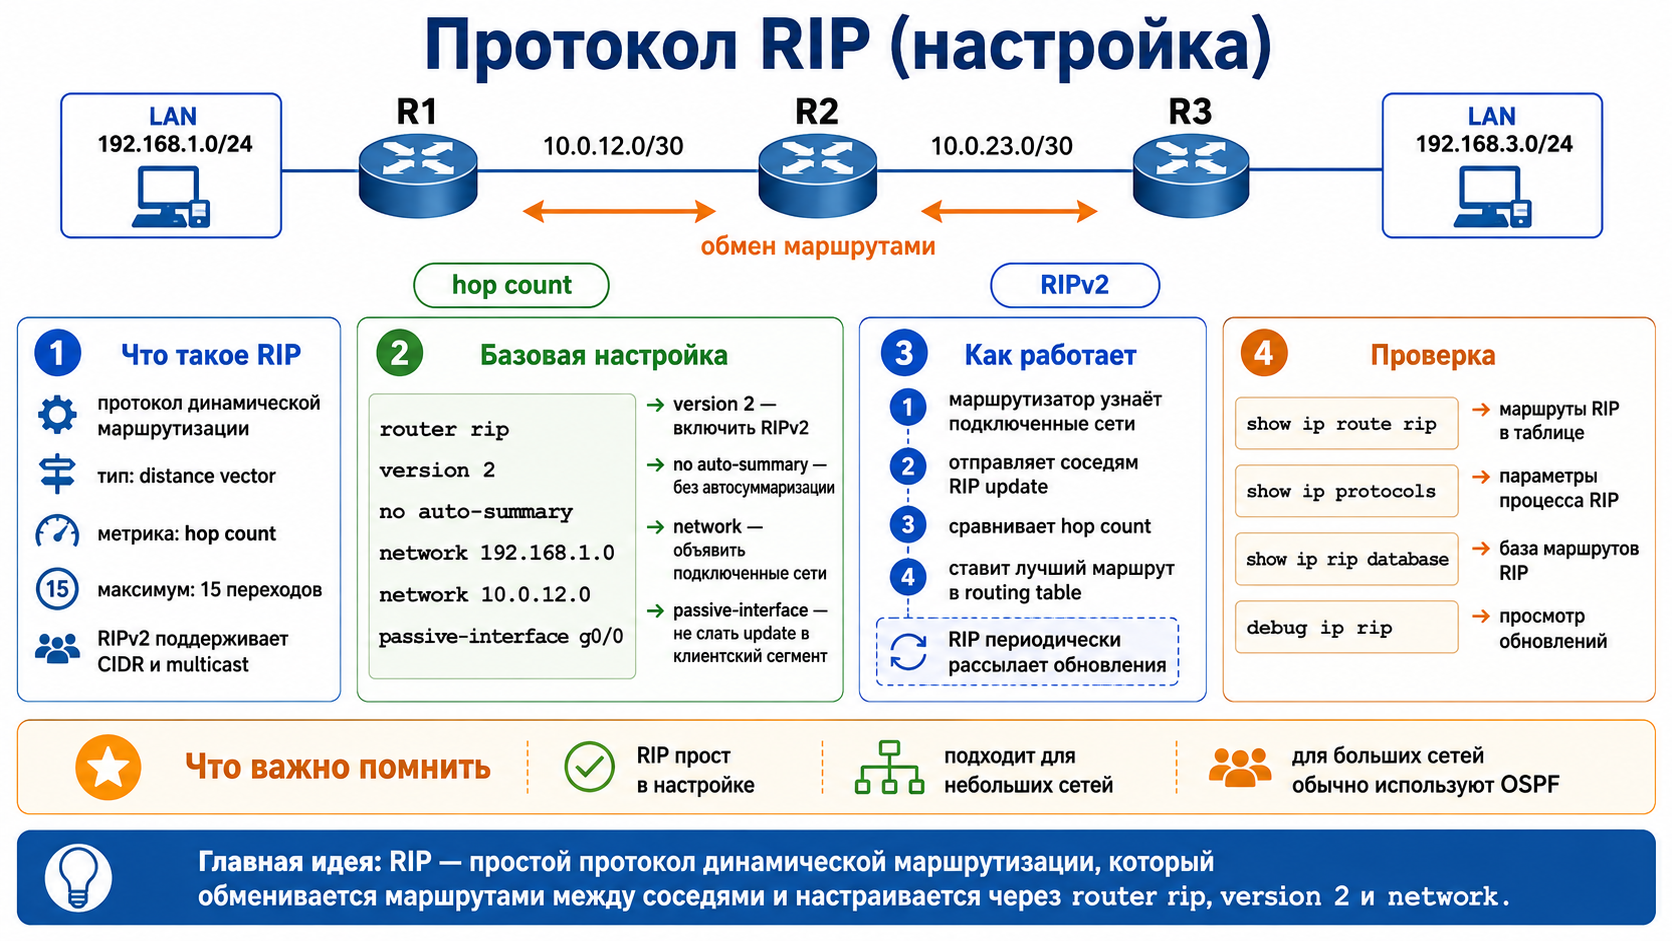 Протокол RIP (настройка)
LAN
192.168.1.0/24
R1
10.0.12.0/30
R2
10.0.23.0/30
R3
LAN
192.168.3.0/24
обмен маршрутами
hop count
RIPv2
1
Что такое RIP
протокол динамической
маршрутизации
тип: distance vector
метрика: hop count
15
максимум: 15 переходов
RIPv2 поддерживает
CIDR и multicast
2
Базовая настройка
router rip
version 2
no auto-summary
network 192.168.1.0
network 10.0.12.0
passive-interface g0/0
→ version 2 —
включить RIPv2
→ no auto-summary —
без автосуммаризации
→ network —
объявить
подключенные сети
→ passive-interface —
не слать update в
клиентский сегмент
3
Как работает
1
маршрутизатор узнаёт
подключенные сети
2
отправляет соседям
RIP update
3
сравнивает hop count
4
ставит лучший маршрут
в routing table
RIP периодически
рассылает обновления
4
Проверка
show ip route rip
→ маршруты RIP
в таблице
show ip protocols
→ параметры
процесса RIP
show ip rip database
→ база маршрутов
RIP
debug ip rip
→ просмотр
обновлений
Что важно помнить
RIP прост
в настройке
подходит для
небольших сетей
для больших сетей
обычно используют OSPF
Главная идея: RIP — простой протокол динамической маршрутизации, который
обменивается маршрутами между соседями и настраивается через router rip, version 2 и network.